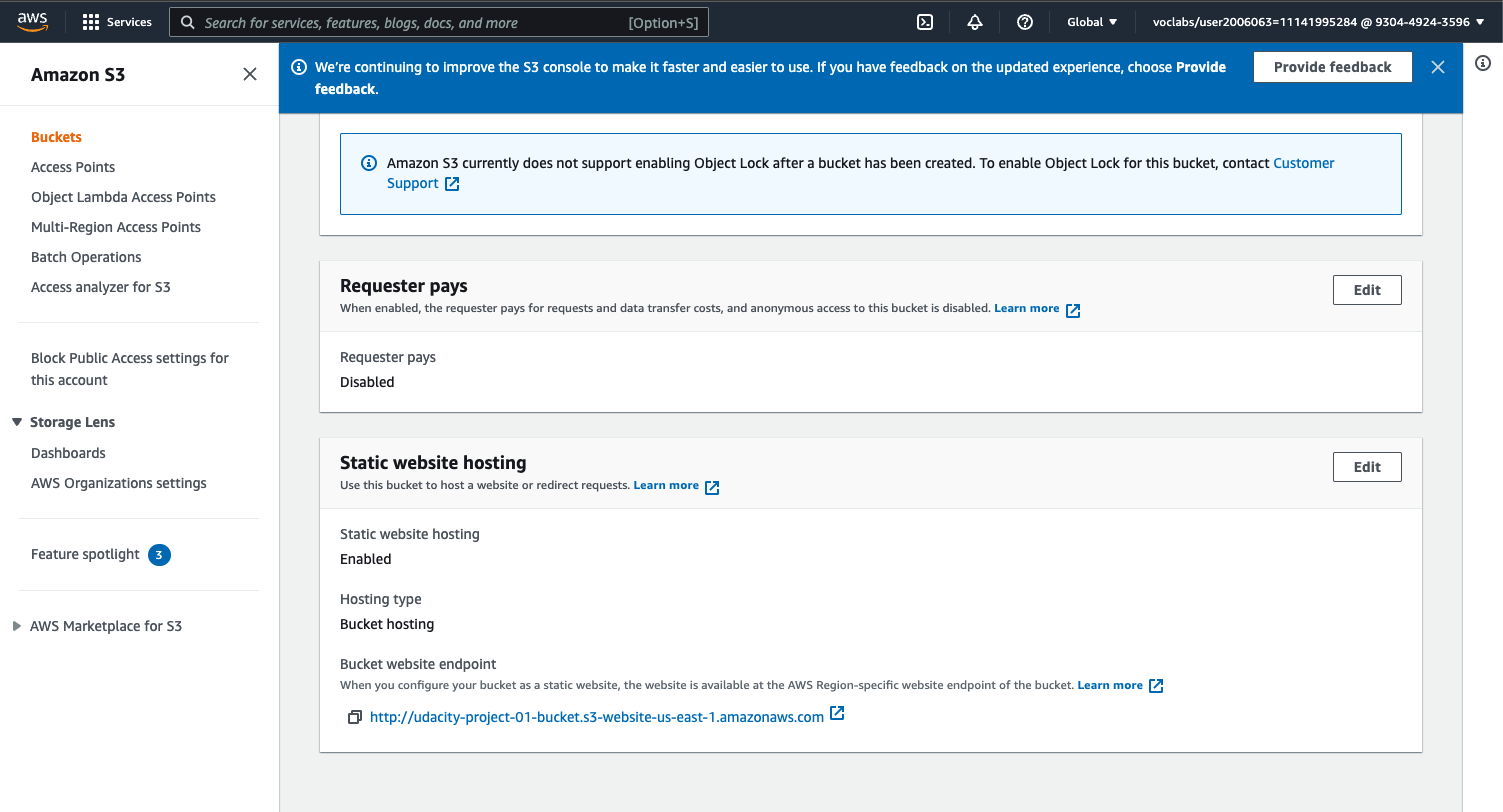 aws
Services
Search for services, features, blogs, docs, and more
[Option+S]
Global
voclabs/user2006063=11141995284 @ 9304-4924-3596
Amazon S3
Buckets
Access Points
Object Lambda Access Points
Multi-Region Access Points
Batch Operations
Access analyzer for S3
Block Public Access settings for
this account
Storage Lens
Dashboards
AWS Organizations settings
Feature spotlight 3
AWS Marketplace for S3
We're continuing to improve the S3 console to make it faster and easier to use. If you have feedback on the updated experience, choose Provide
feedback.
Provide feedback
Amazon S3 currently does not support enabling Object Lock after a bucket has been created. To enable Object Lock for this bucket, contact Customer
Support
Requester pays
When enabled, the requester pays for requests and data transfer costs, and anonymous access to this bucket is disabled. Learn more
Edit
Requester pays
Disabled
Static website hosting
Use this bucket to host a website or redirect requests. Learn more
Edit
Static website hosting
Enabled
Hosting type
Bucket hosting
Bucket website endpoint
When you configure your bucket as a static website, the website is available at the AWS Region-specific website endpoint of the bucket. Learn more
http://udacity-project-01-bucket.s3-website-us-east-1.amazonaws.com